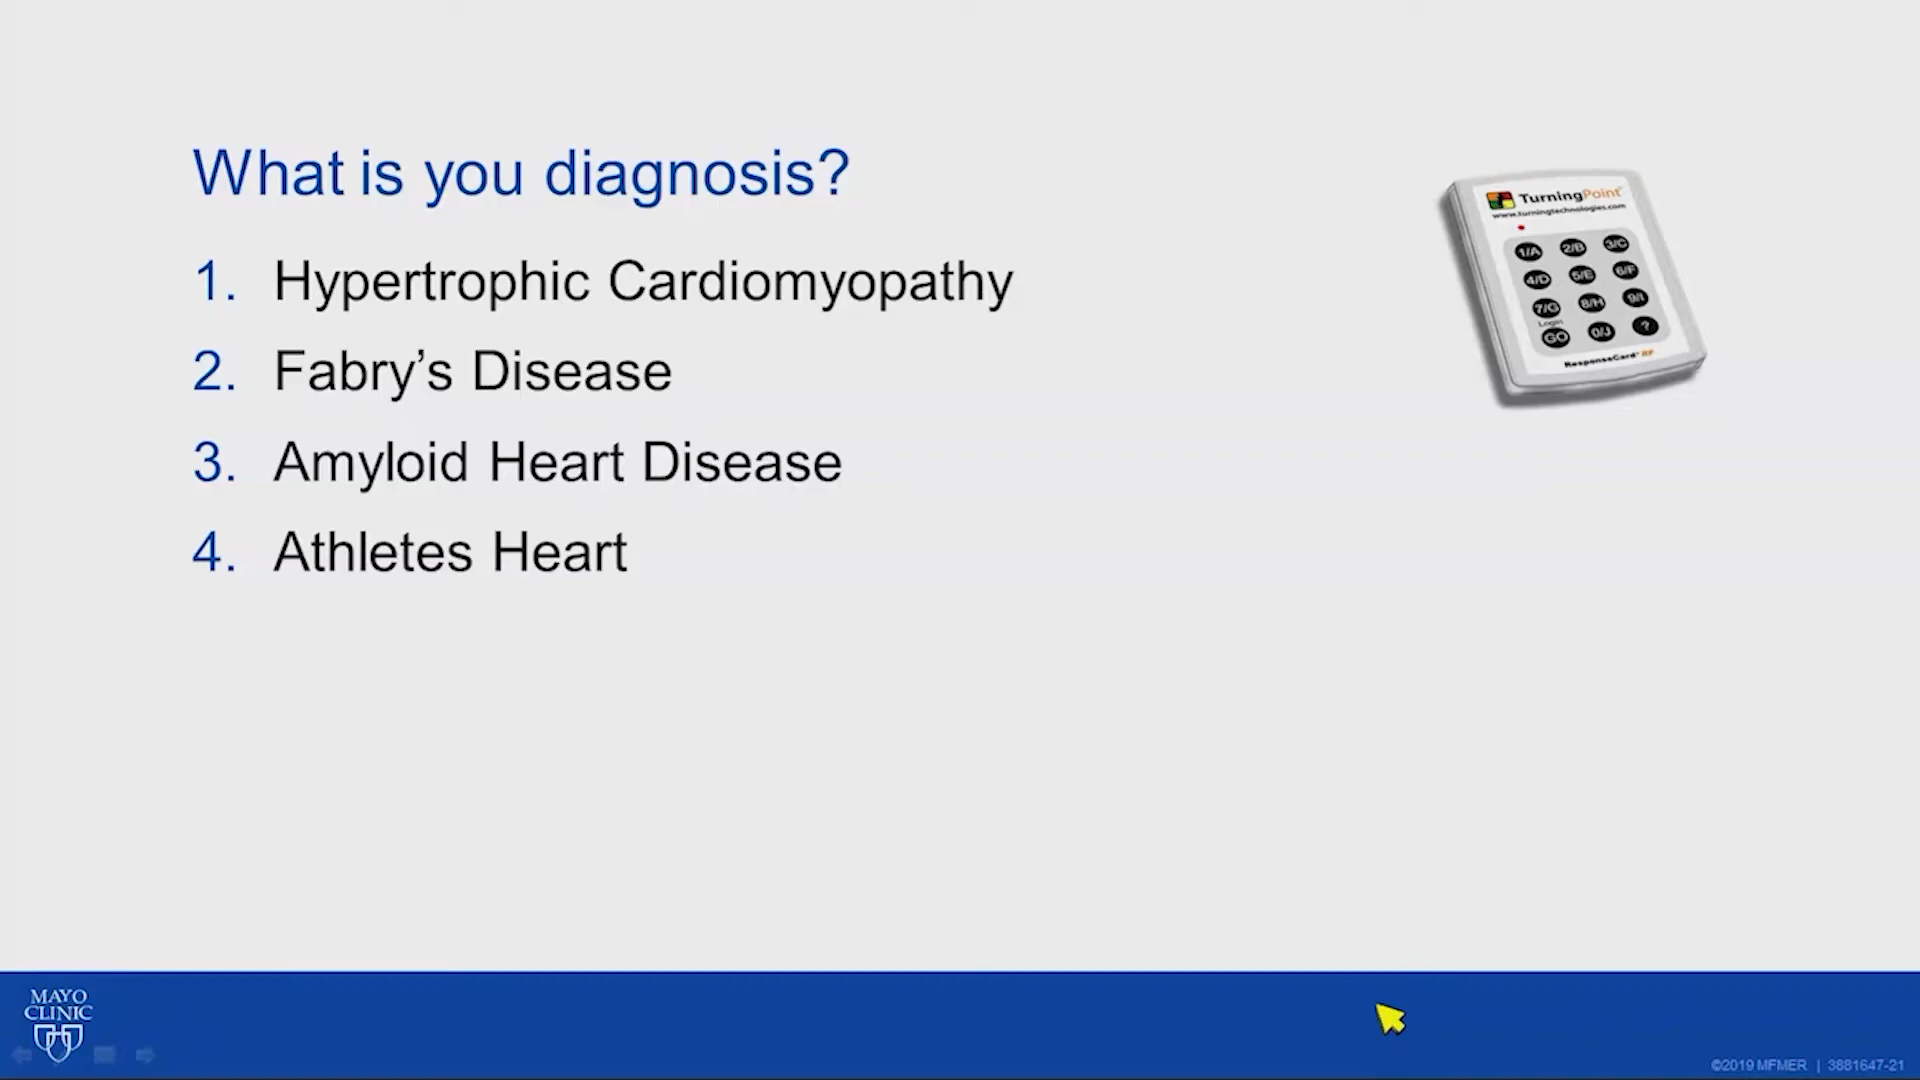 What is you diagnosis?
1. Hypertrophic Cardiomyopathy
2. Fabry's Disease
3. Amyloid Heart Disease
4. Athletes Heart
TurningPoint
www.turningtechnologies.com
1/A 2/B 3/C
4/D 5/E 6/F
7/G 8/H 9/I
Login
GO 0/J ?
ResponseCard RF
MAYO
CLINIC
©2019 MFMER | 3881647-21